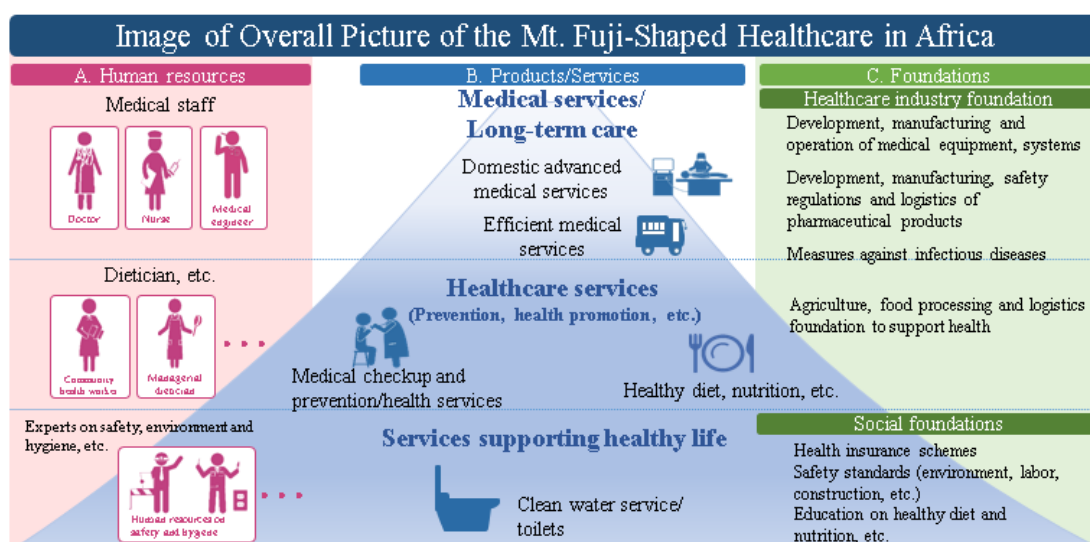 Image of Overall Picture of the Mt. Fuji-Shaped Healthcare in Africa
A. Human resources
Medical staff
Doctor
Nurse
Medical
engineer
Dietician, etc.
Community
health worker
Managerial
dietician
Experts on safety, environment and
hygiene, etc.
Human resources on
safety and hygiene
B. Products/Services
Medical services/
Long-term care
Domestic advanced
medical services
Efficient medical
services
Healthcare services
(Prevention, health promotion, etc.)
Medical checkup and
prevention/health services
Healthy diet, nutrition, etc.
Services supporting healthy life
Clean water service/
toilets
C. Foundations
Healthcare industry foundation
Development, manufacturing and
operation of medical equipment, systems
Development, manufacturing, safety
regulations and logistics of
pharmaceutical products
Measures against infectious diseases
Agriculture, food processing and logistics
foundation to support health
Social foundations
Health insurance schemes
Safety standards (environment, labor,
construction, etc.)
Education on healthy diet and
nutrition, etc.